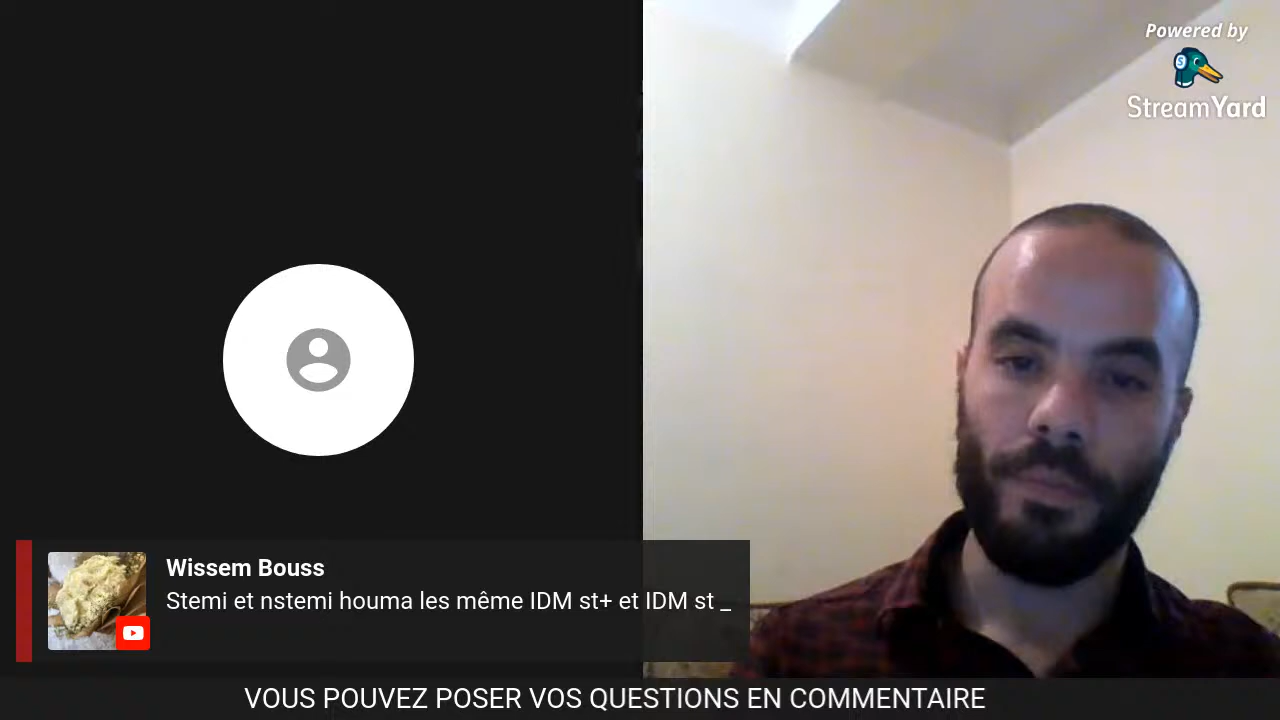 Powered by
StreamYard
Wissem Bouss
Stemi et nstemi houma les même IDM st+ et IDM st _
VOUS POUVEZ POSER VOS QUESTIONS EN COMMENTAIRE